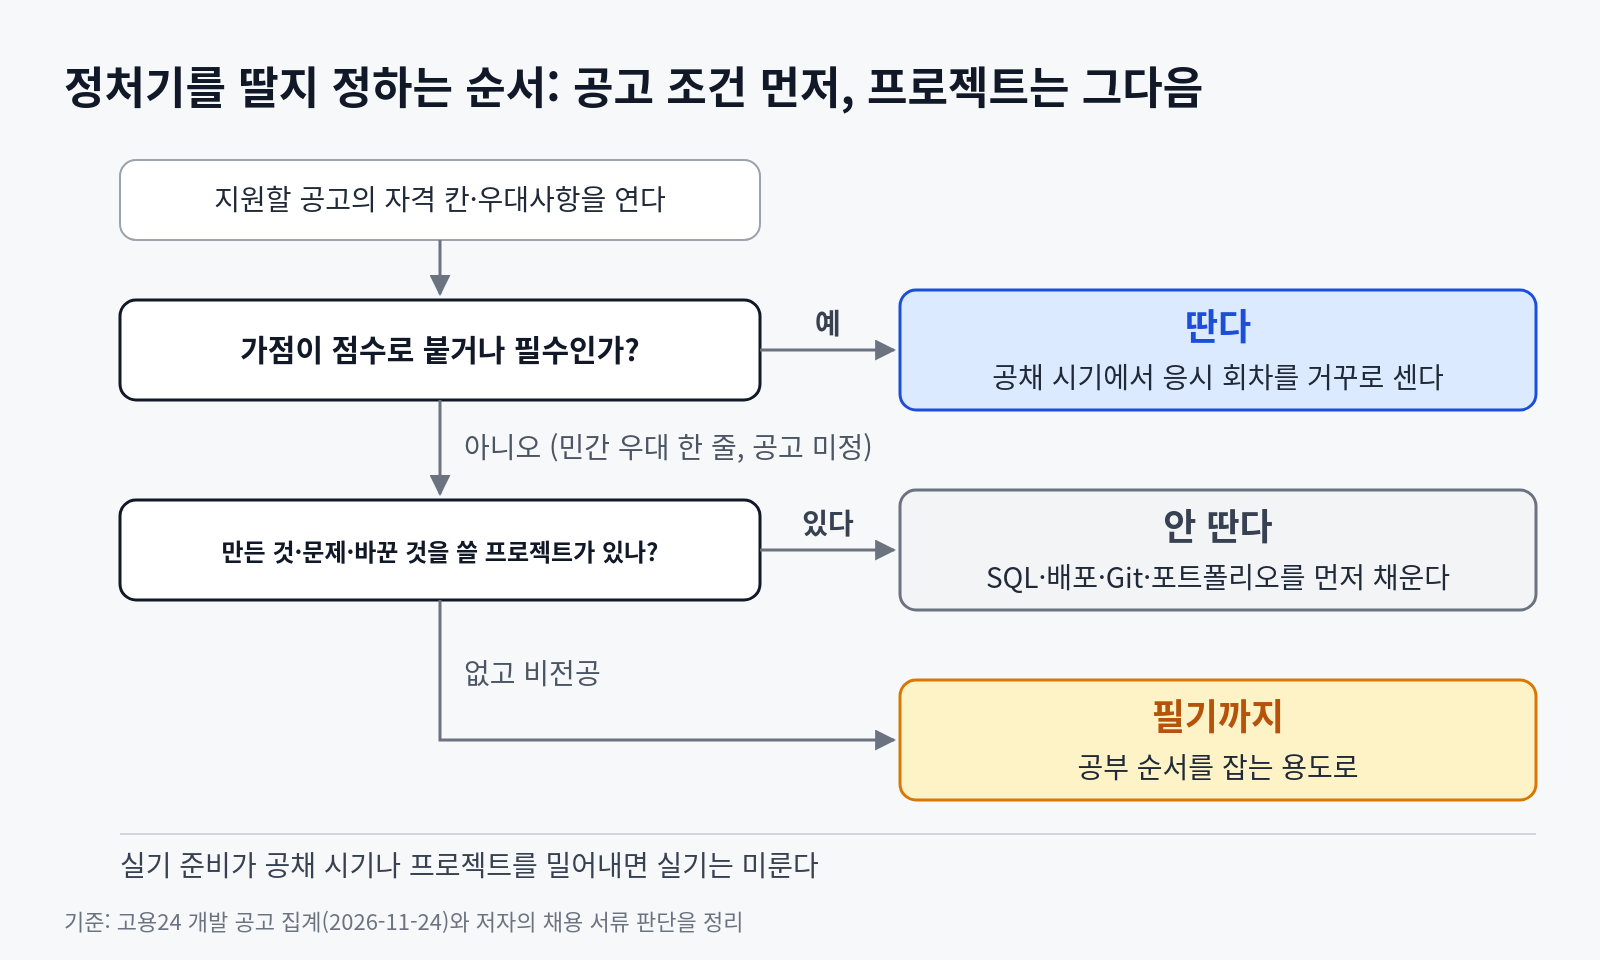 정처기를 딸지 정하는 순서: 공고 조건 먼저, 프로젝트는 그다음
지원할 공고의 자격 칸·우대사항을 연다
가점이 점수로 붙거나 필수인가?
예
딴다
공채 시기에서 응시 회차를 거꾸로 센다
아니오 (민간 우대 한 줄, 공고 미정)
만든 것·문제·바꾼 것을 쓸 프로젝트가 있나?
있다
안 딴다
SQL·배포·Git·포트폴리오를 먼저 채운다
없고 비전공
필기까지
공부 순서를 잡는 용도로
실기 준비가 공채 시기나 프로젝트를 밀어내면 실기는 미룬다
기준: 고용24 개발 공고 집계(2026-11-24)와 저자의 채용 서류 판단을 정리